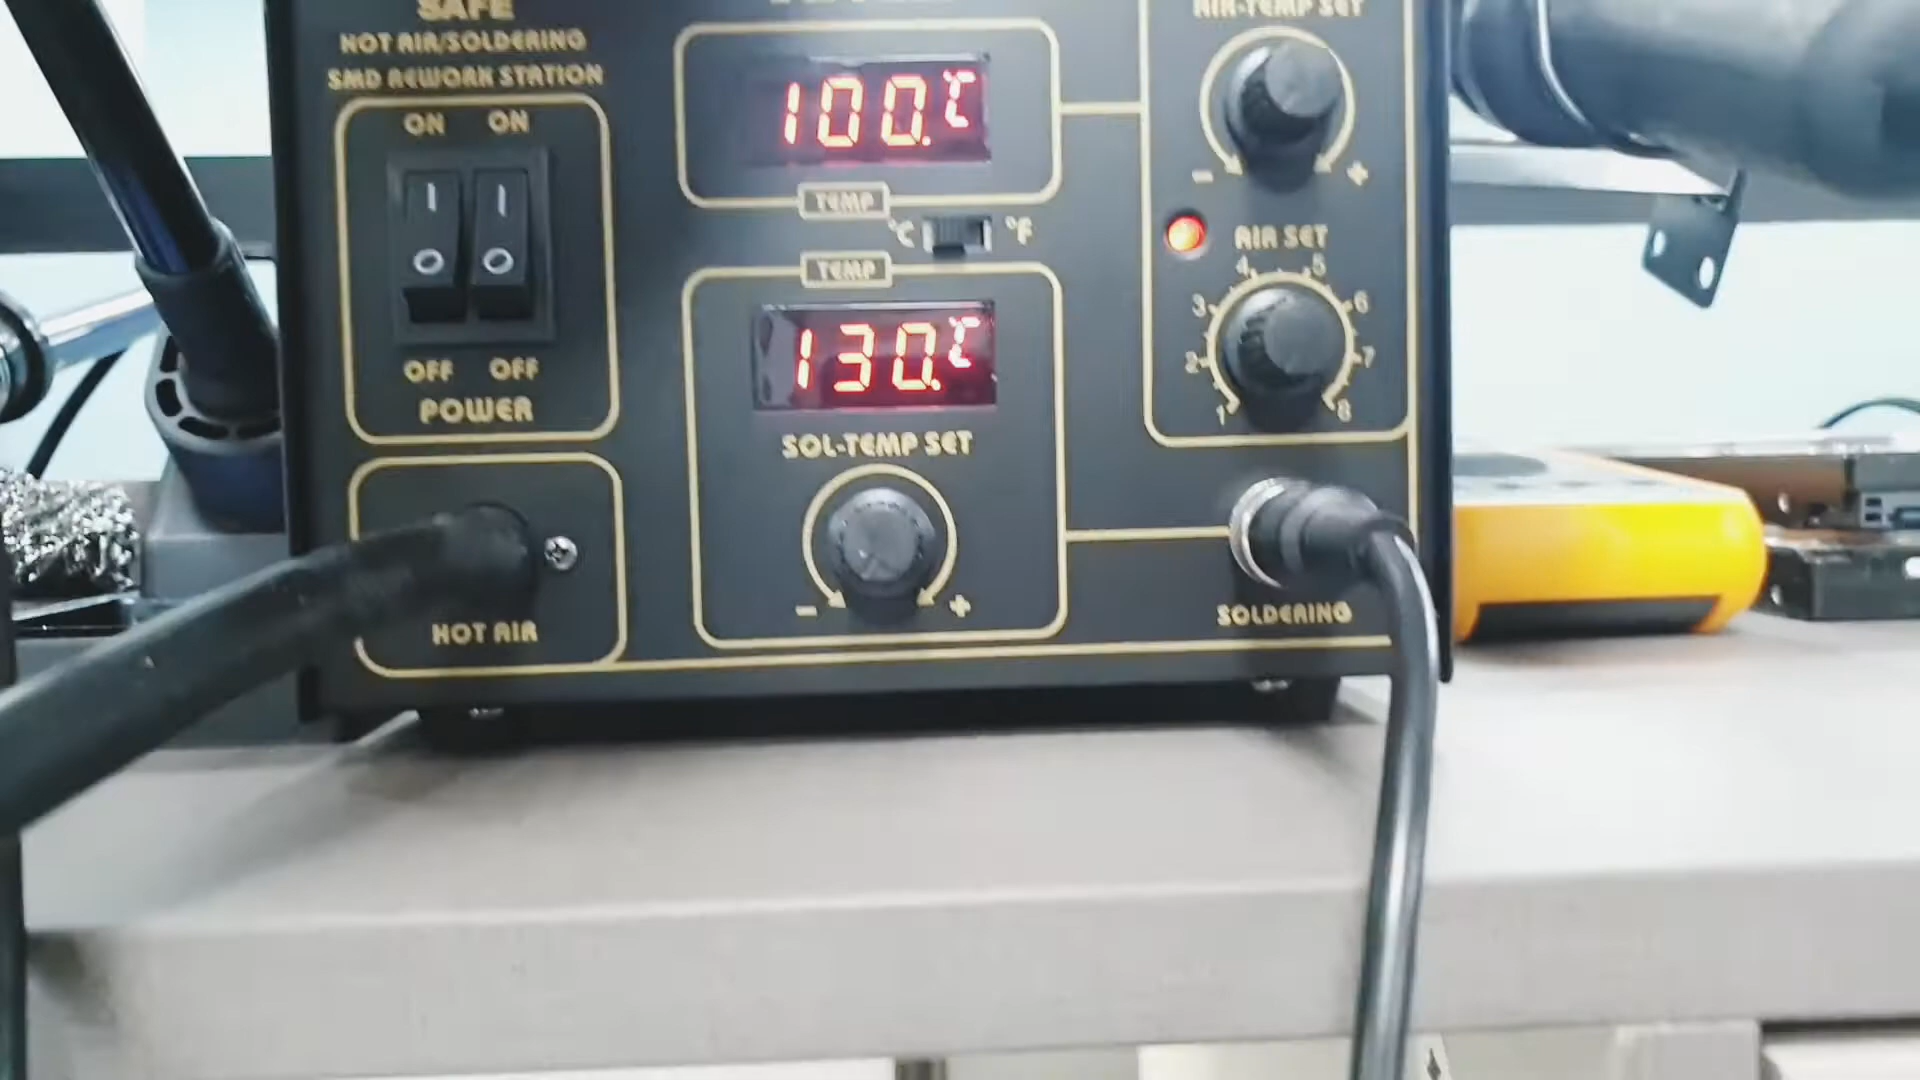 SAFE
HOT AIR/SOLDERING
SMD REWORK STATION
ON ON
I I
O O
OFF OFF
POWER
HOT AIR
100.℃
TEMP
°C °F
TEMP
130.℃
SOL-TEMP SET
- +
AIR-TEMP SET
- +
AIR SET
1 2 3 4 5 6 7 8
SOLDERING